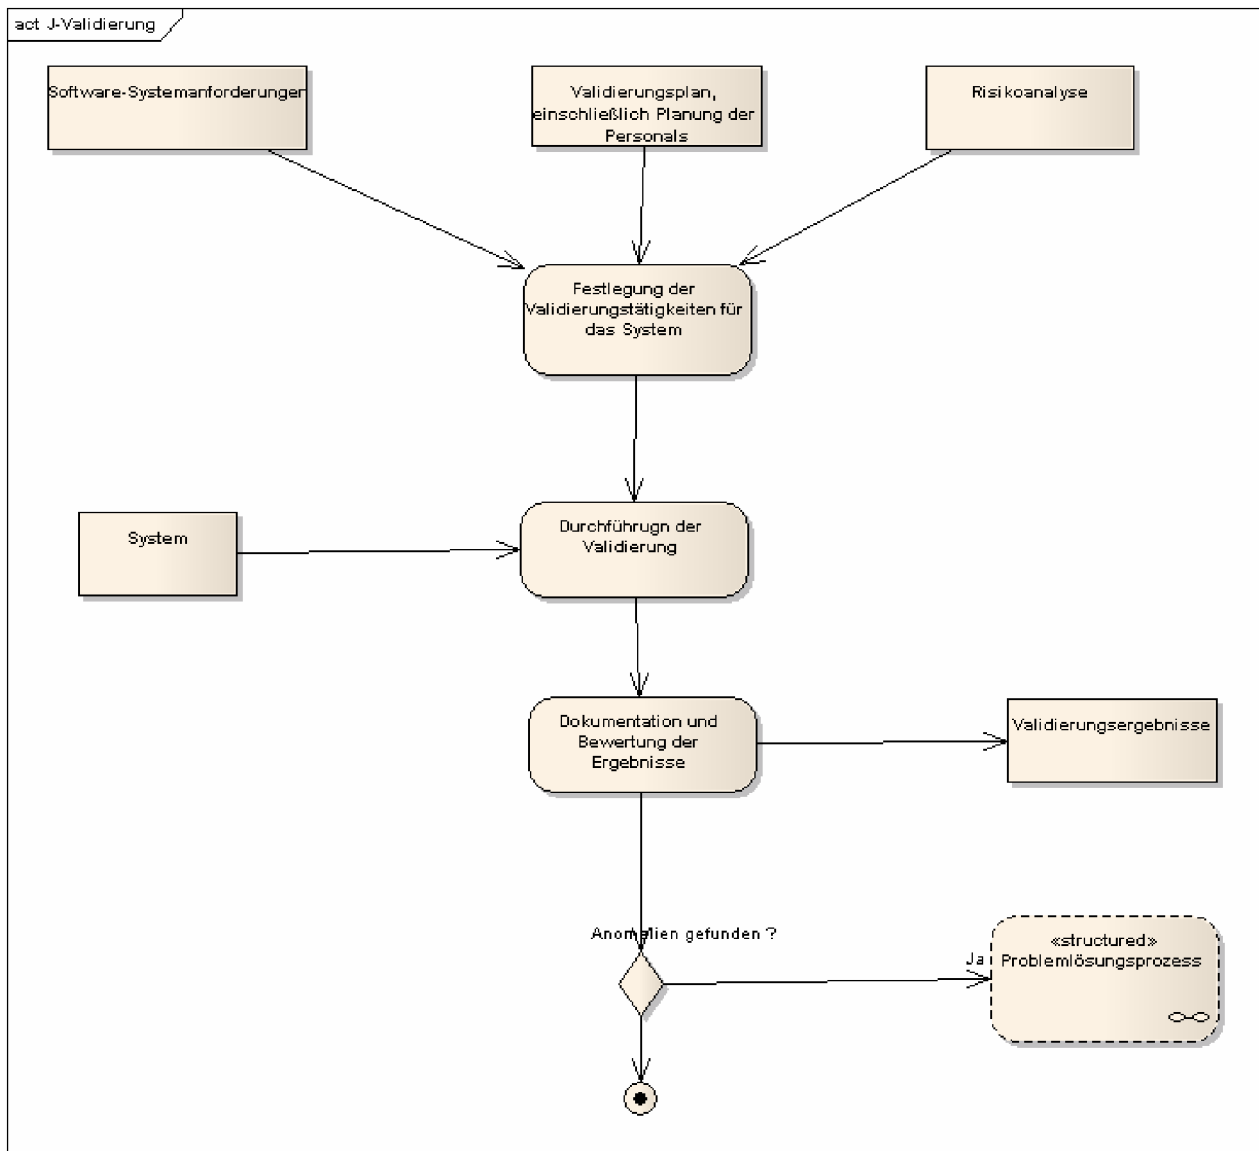 act J-Validierung
Software-Systemanforderungen
Validierungsplan,
einschließlich Planung der
Personals
Risikoanalyse
Festlegung der
Validierungstätigkeiten für
das System
System
Durchführugn der
Validierung
Dokumentation und
Bewertung der
Ergebnisse
Validierungsergebnisse
Anomalien gefunden ?
Ja
«structured»
Problemlösungsprozess